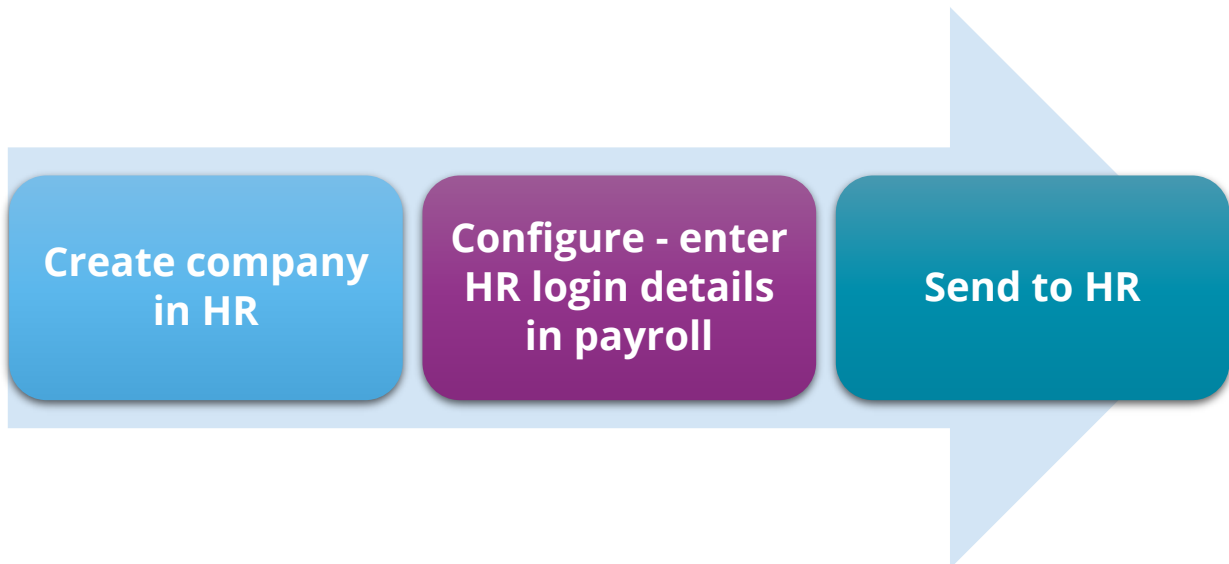 Create company
in HR
Configure - enter
HR login details
in payroll
Send to HR